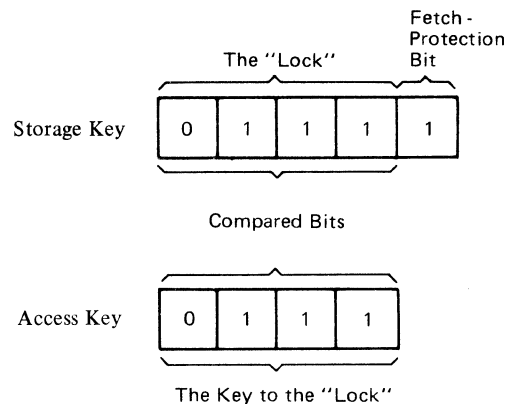 Fetch -
Protection
Bit
The "Lock"
Storage Key 0 1 1 1 1
Compared Bits
Access Key 0 1 1 1
The Key to the "Lock"